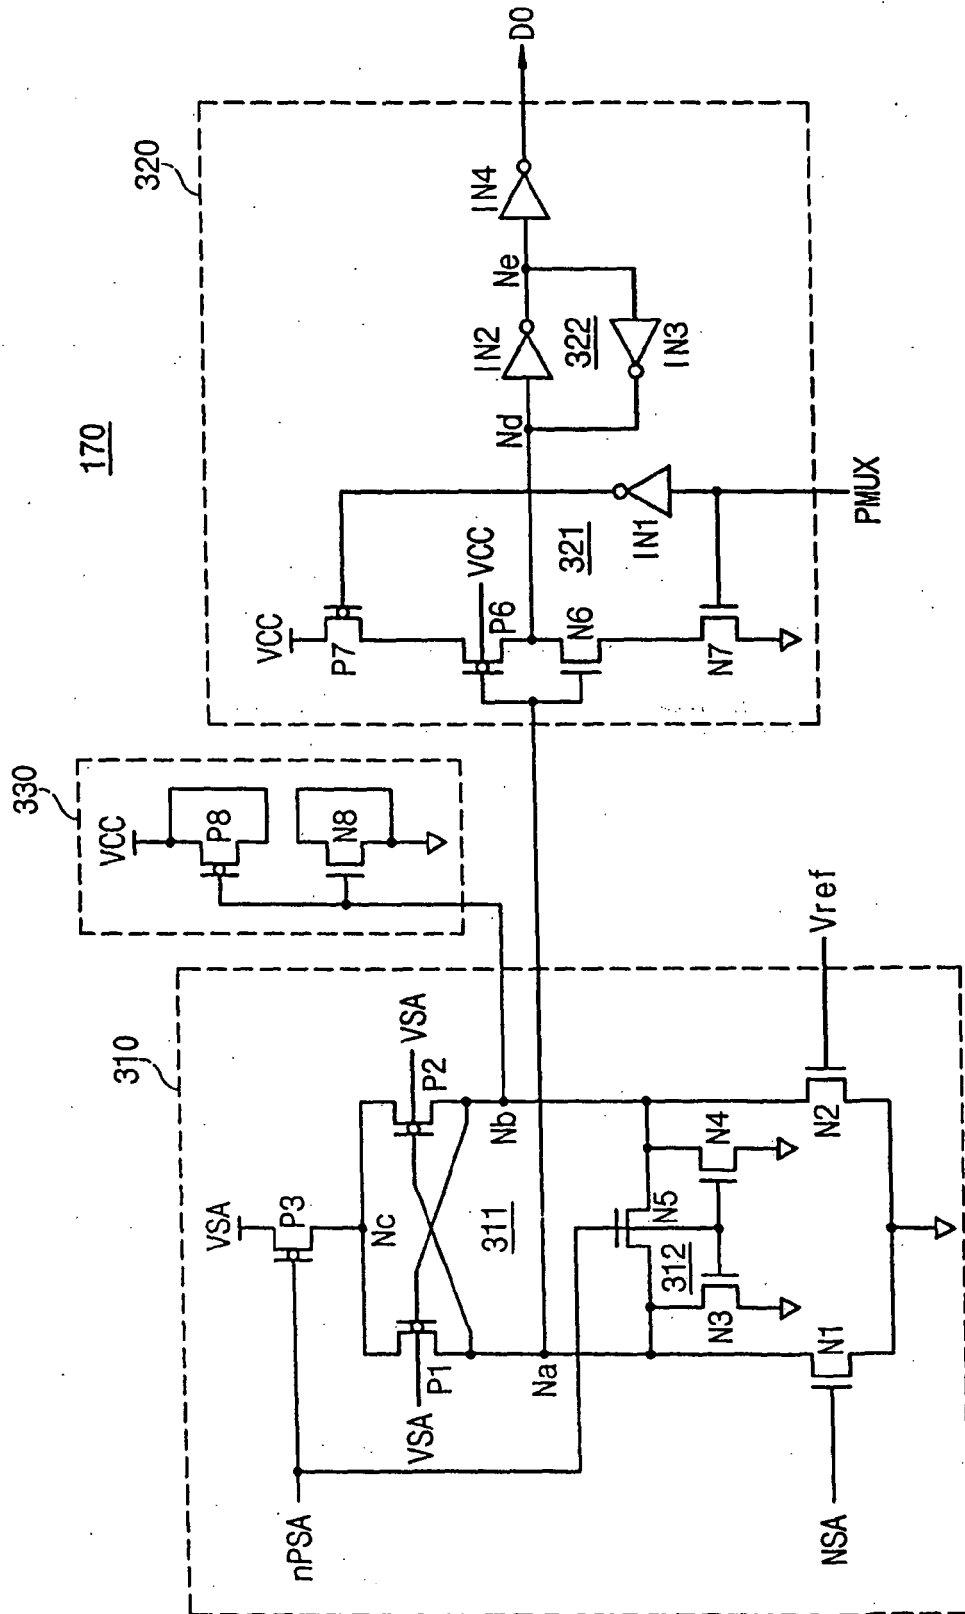 170
310
nPSA
VSA
P3
Nc
VSA
P1
P2
VSA
311
Na
Nb
312
N5
N3
N4
NSA
N1
N2
Vref
330
VCC
P8
N8
320
VCC
P7
VCC
P6
321
N6
N7
IN1
PMUX
Nd
IN2
322
IN3
Ne
IN4
DO